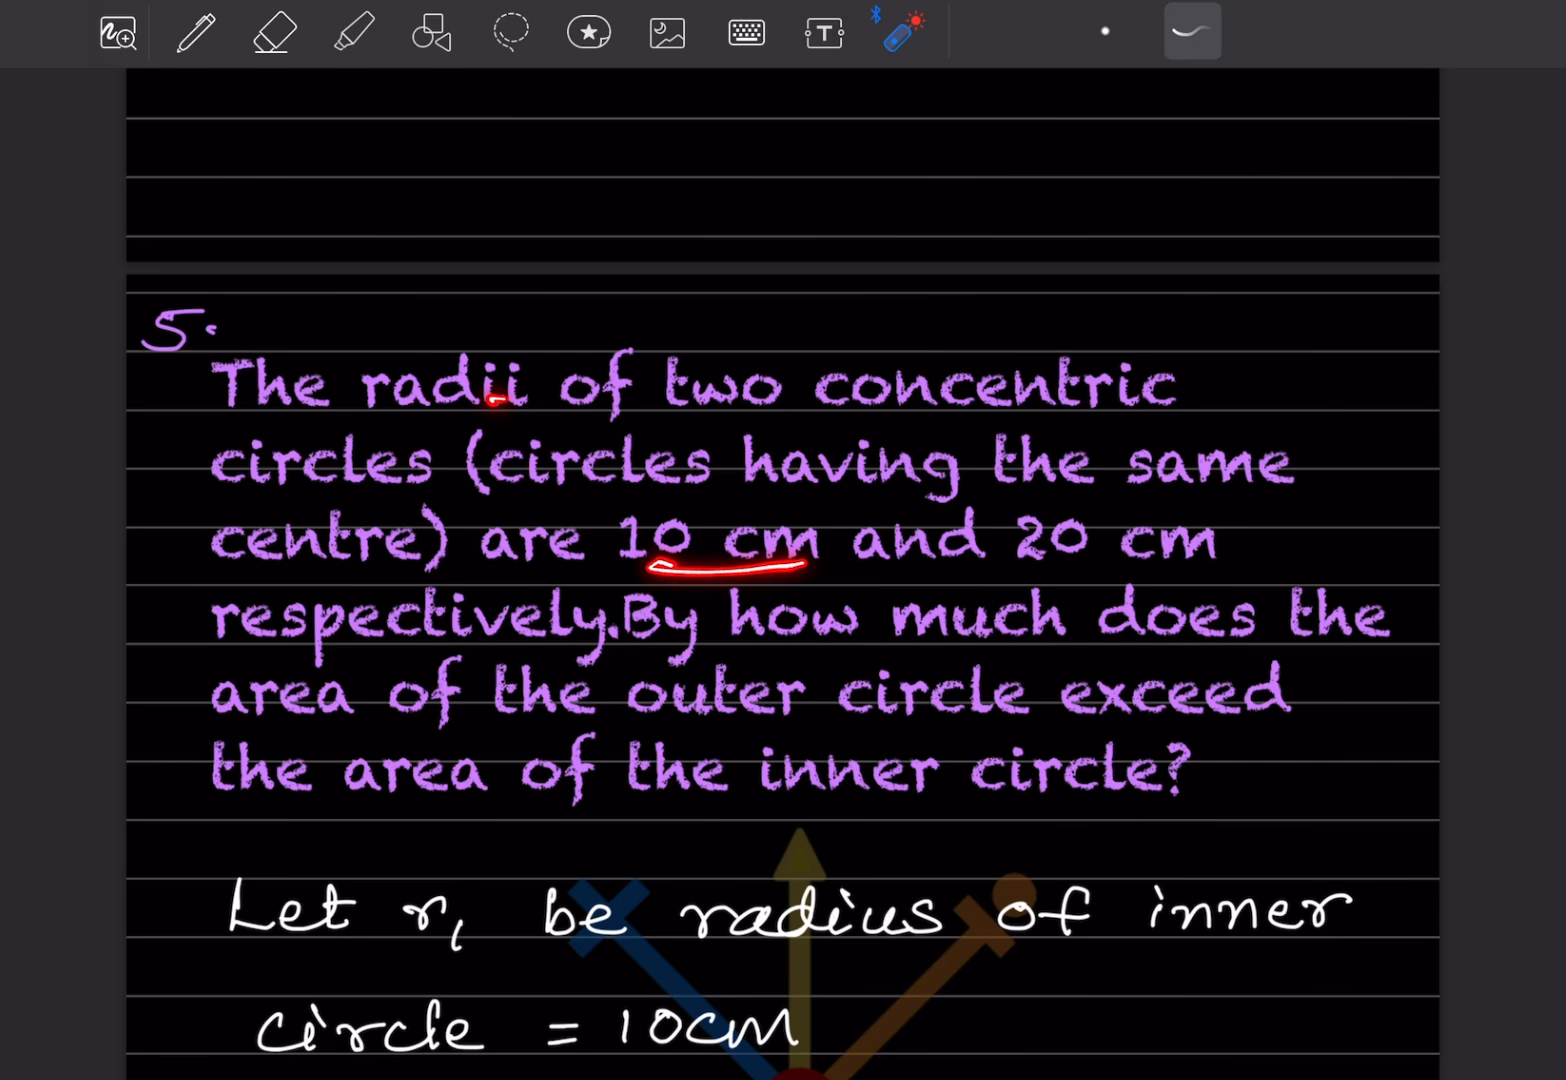 5.
The radii of two concentric
circles (circles having the same
centre) are 10 cm and 20 cm
respectively.By how much does the
area of the outer circle exceed
the area of the inner circle?
Let r₁ be radius of inner
circle = 10cm